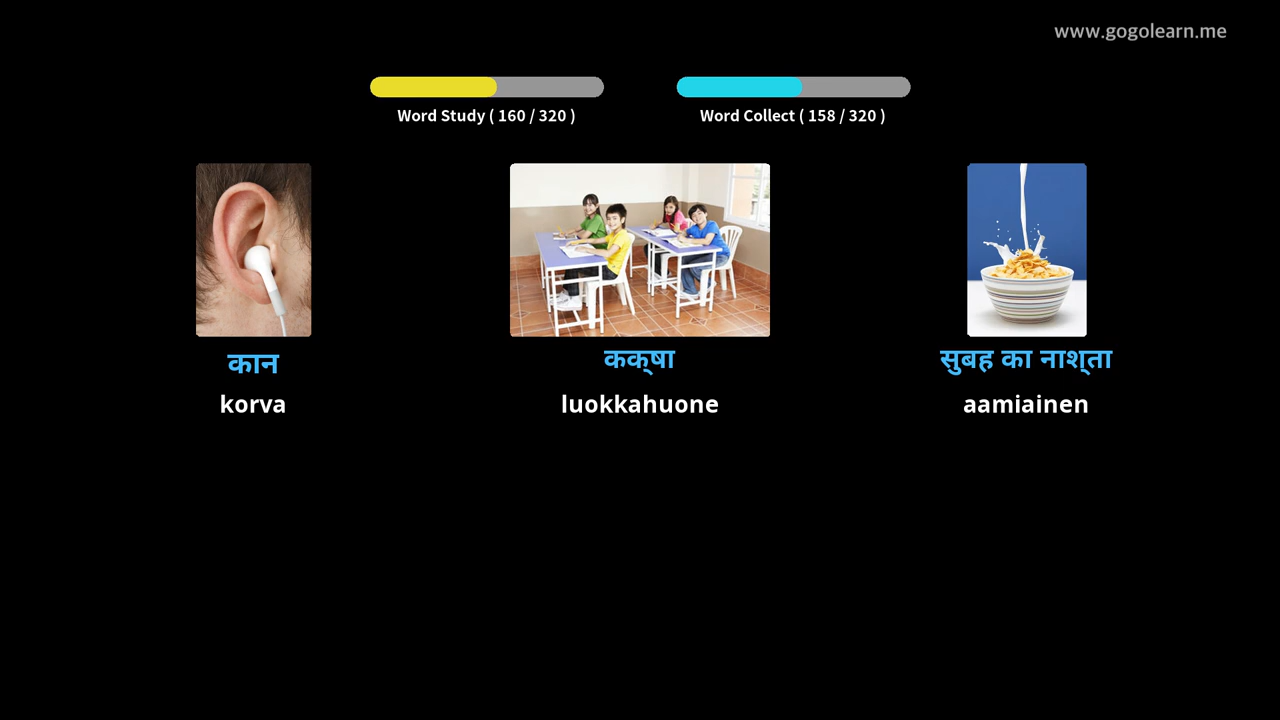 www.gogolearn.me
Word Study ( 160 / 320 )
Word Collect ( 158 / 320 )
कान
कक्षा
सुबह का नाश्ता
korva
luokkahuone
aamiainen